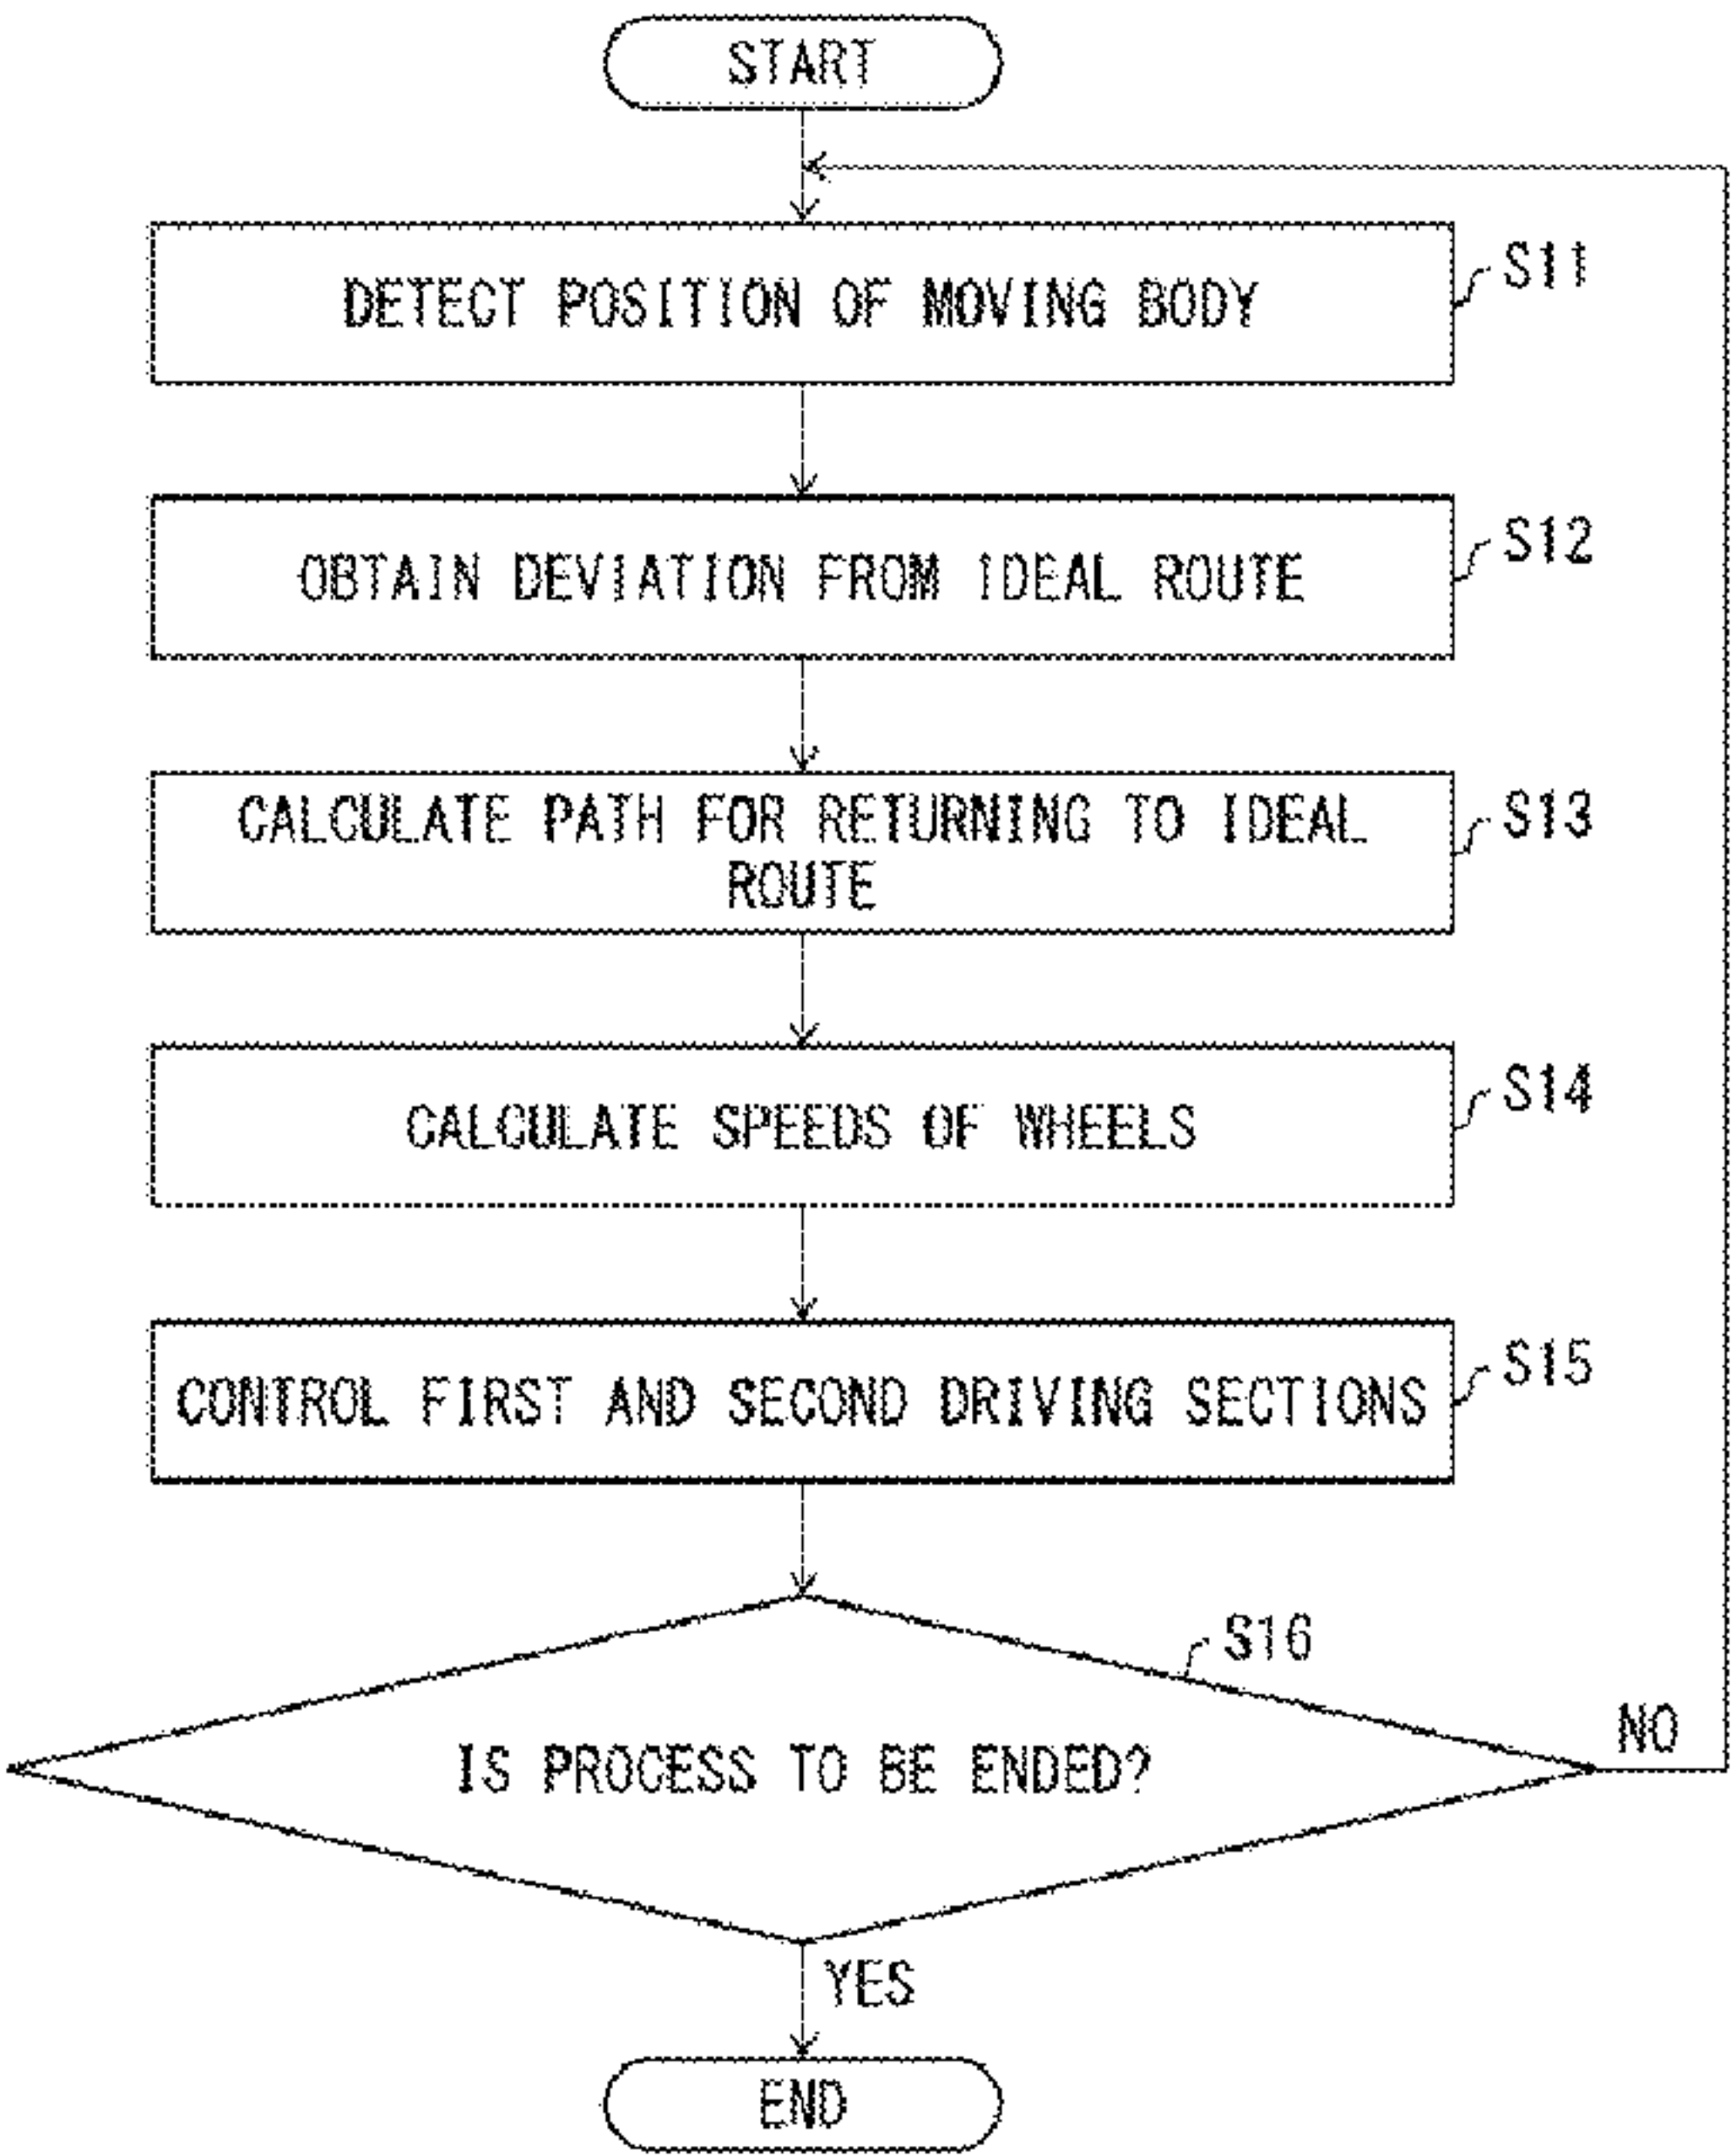 START
DETECT POSITION OF MOVING BODY
S11
OBTAIN DEVIATION FROM IDEAL ROUTE
S12
CALCULATE PATH FOR RETURNING TO IDEAL
ROUTE
S13
CALCULATE SPEEDS OF WHEELS
S14
CONTROL FIRST AND SECOND DRIVING SECTIONS
S15
S16
IS PROCESS TO BE ENDED?
NO
YES
END